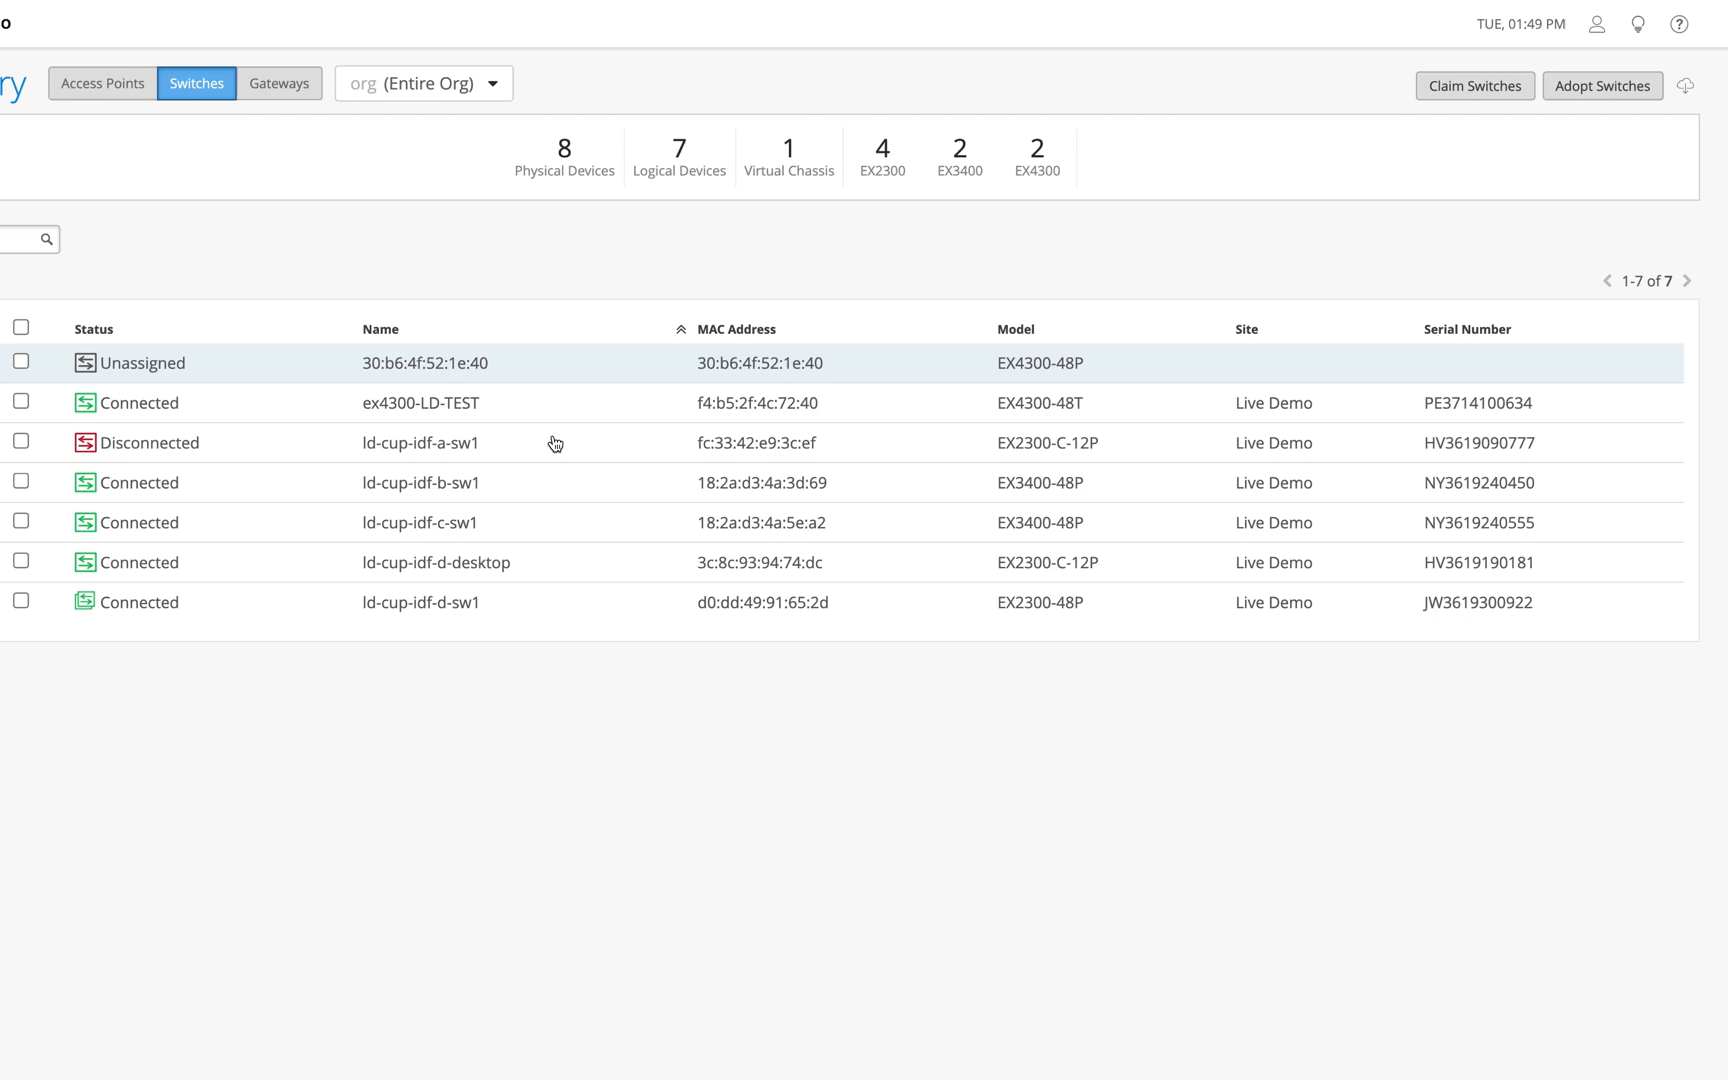 o
TUE, 01:49 PM
ry
Access Points Switches Gateways org (Entire Org) Claim Switches Adopt Switches
8 7 1 4 2 2
Physical Devices Logical Devices Virtual Chassis EX2300 EX3400 EX4300
1-7 of 7
Status Name MAC Address Model Site Serial Number
Unassigned 30:b6:4f:52:1e:40 30:b6:4f:52:1e:40 EX4300-48P
Connected ex4300-LD-TEST f4:b5:2f:4c:72:40 EX4300-48T Live Demo PE3714100634
Disconnected ld-cup-idf-a-sw1 fc:33:42:e9:3c:ef EX2300-C-12P Live Demo HV3619090777
Connected ld-cup-idf-b-sw1 18:2a:d3:4a:3d:69 EX3400-48P Live Demo NY3619240450
Connected ld-cup-idf-c-sw1 18:2a:d3:4a:5e:a2 EX3400-48P Live Demo NY3619240555
Connected ld-cup-idf-d-desktop 3c:8c:93:94:74:dc EX2300-C-12P Live Demo HV3619190181
Connected ld-cup-idf-d-sw1 d0:dd:49:91:65:2d EX2300-48P Live Demo JW3619300922